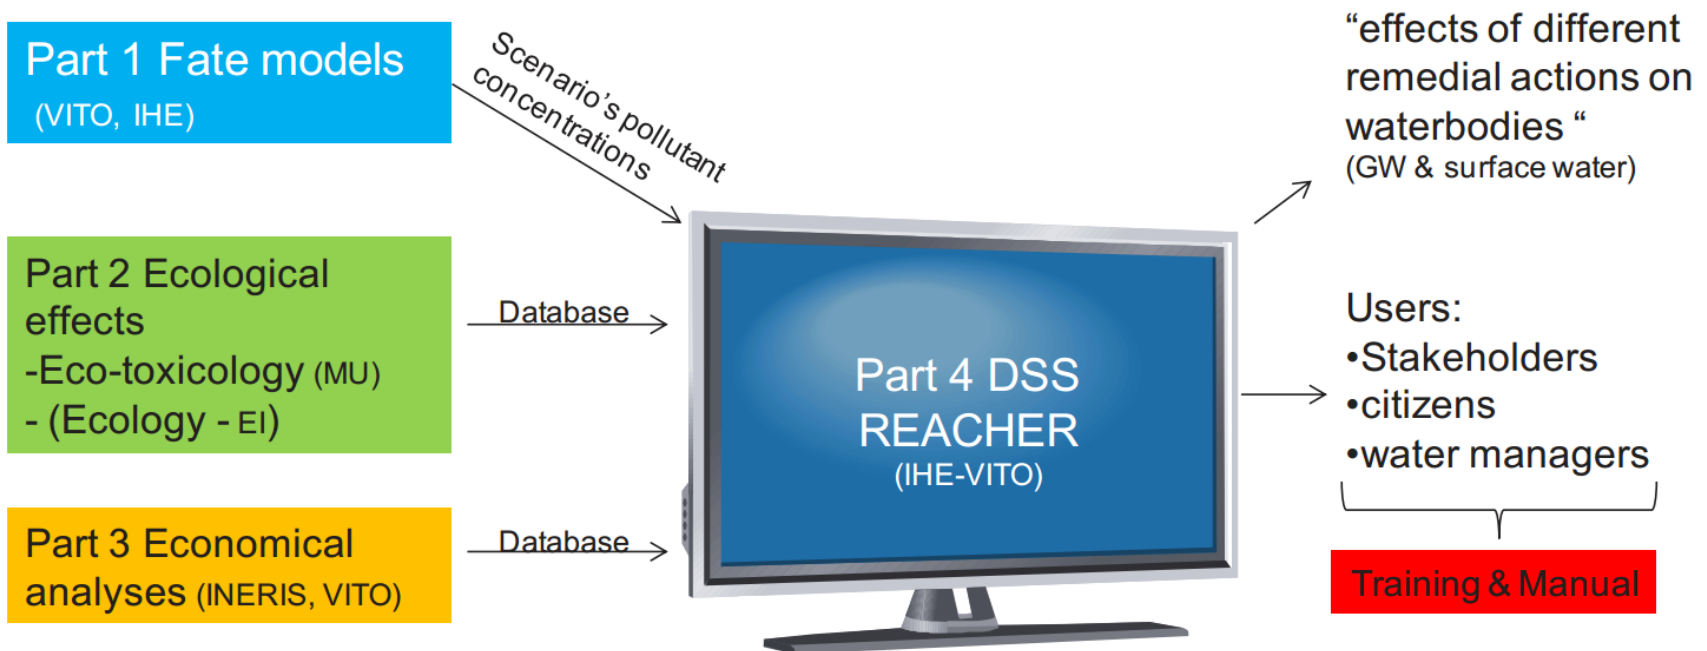 Part 1 Fate models
(VITO, IHE)
Scenario's pollutant
concentrations
“effects of different
remedial actions on
waterbodies “
(GW & surface water)
Part 2 Ecological
effects
-Eco-toxicology (MU)
- (Ecology - EI)
Database
Part 4 DSS
REACHER
(IHE-VITO)
Users:
•Stakeholders
•citizens
•water managers
Part 3 Economical
analyses (INERIS, VITO)
Database
Training & Manual